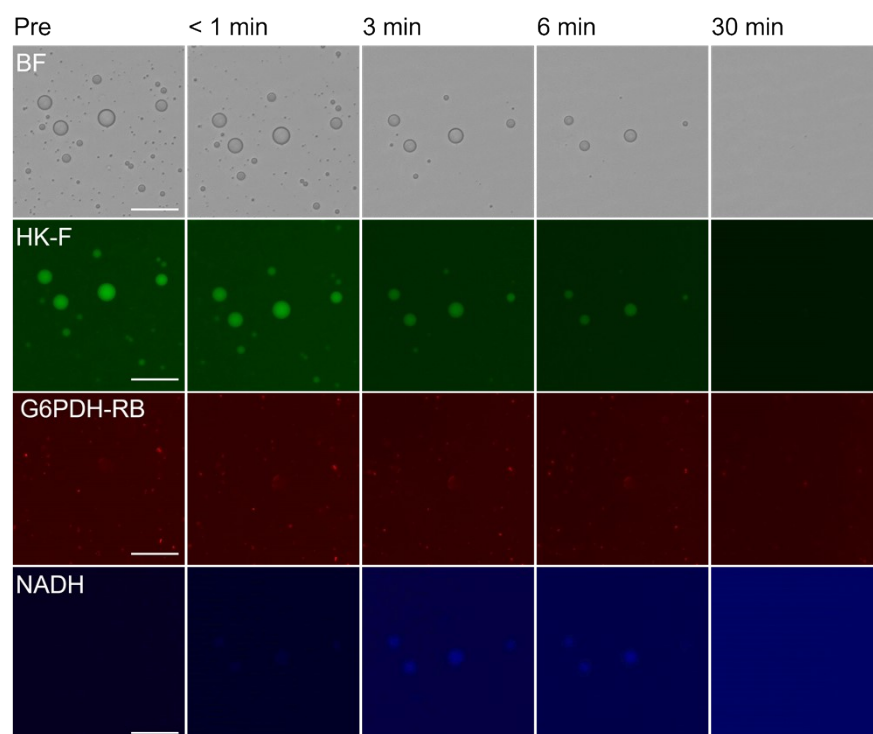 Pre < 1 min 3 min 6 min 30 min
BF
HK-F
G6PDH-RB
NADH